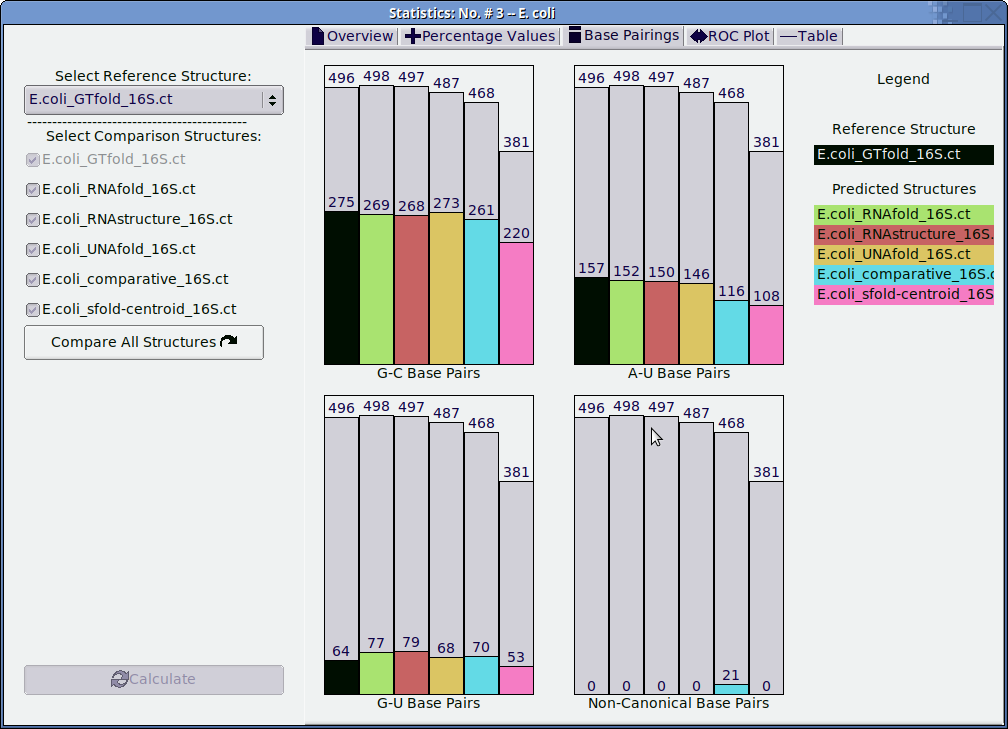 Statistics: No. # 3 -- E. coli
Overview Percentage Values Base Pairings ROC Plot Table
Select Reference Structure:
E.coli_GTfold_16S.ct
--------------------------------------------
Select Comparison Structures:
E.coli_GTfold_16S.ct
E.coli_RNAfold_16S.ct
E.coli_RNAstructure_16S.ct
E.coli_UNAfold_16S.ct
E.coli_comparative_16S.ct
E.coli_sfold-centroid_16S.ct
Compare All Structures
Calculate
496 498 497 487 468 381
275 269 268 273 261 220
G-C Base Pairs
496 498 497 487 468 381
157 152 150 146 116 108
A-U Base Pairs
496 498 497 487 468 381
64 77 79 68 70 53
G-U Base Pairs
496 498 497 487 468 381
0 0 0 0 21 0
Non-Canonical Base Pairs
Legend
Reference Structure
E.coli_GTfold_16S.ct
Predicted Structures
E.coli_RNAfold_16S.ct
E.coli_RNAstructure_16S.
E.coli_UNAfold_16S.ct
E.coli_comparative_16S.c
E.coli_sfold-centroid_16S